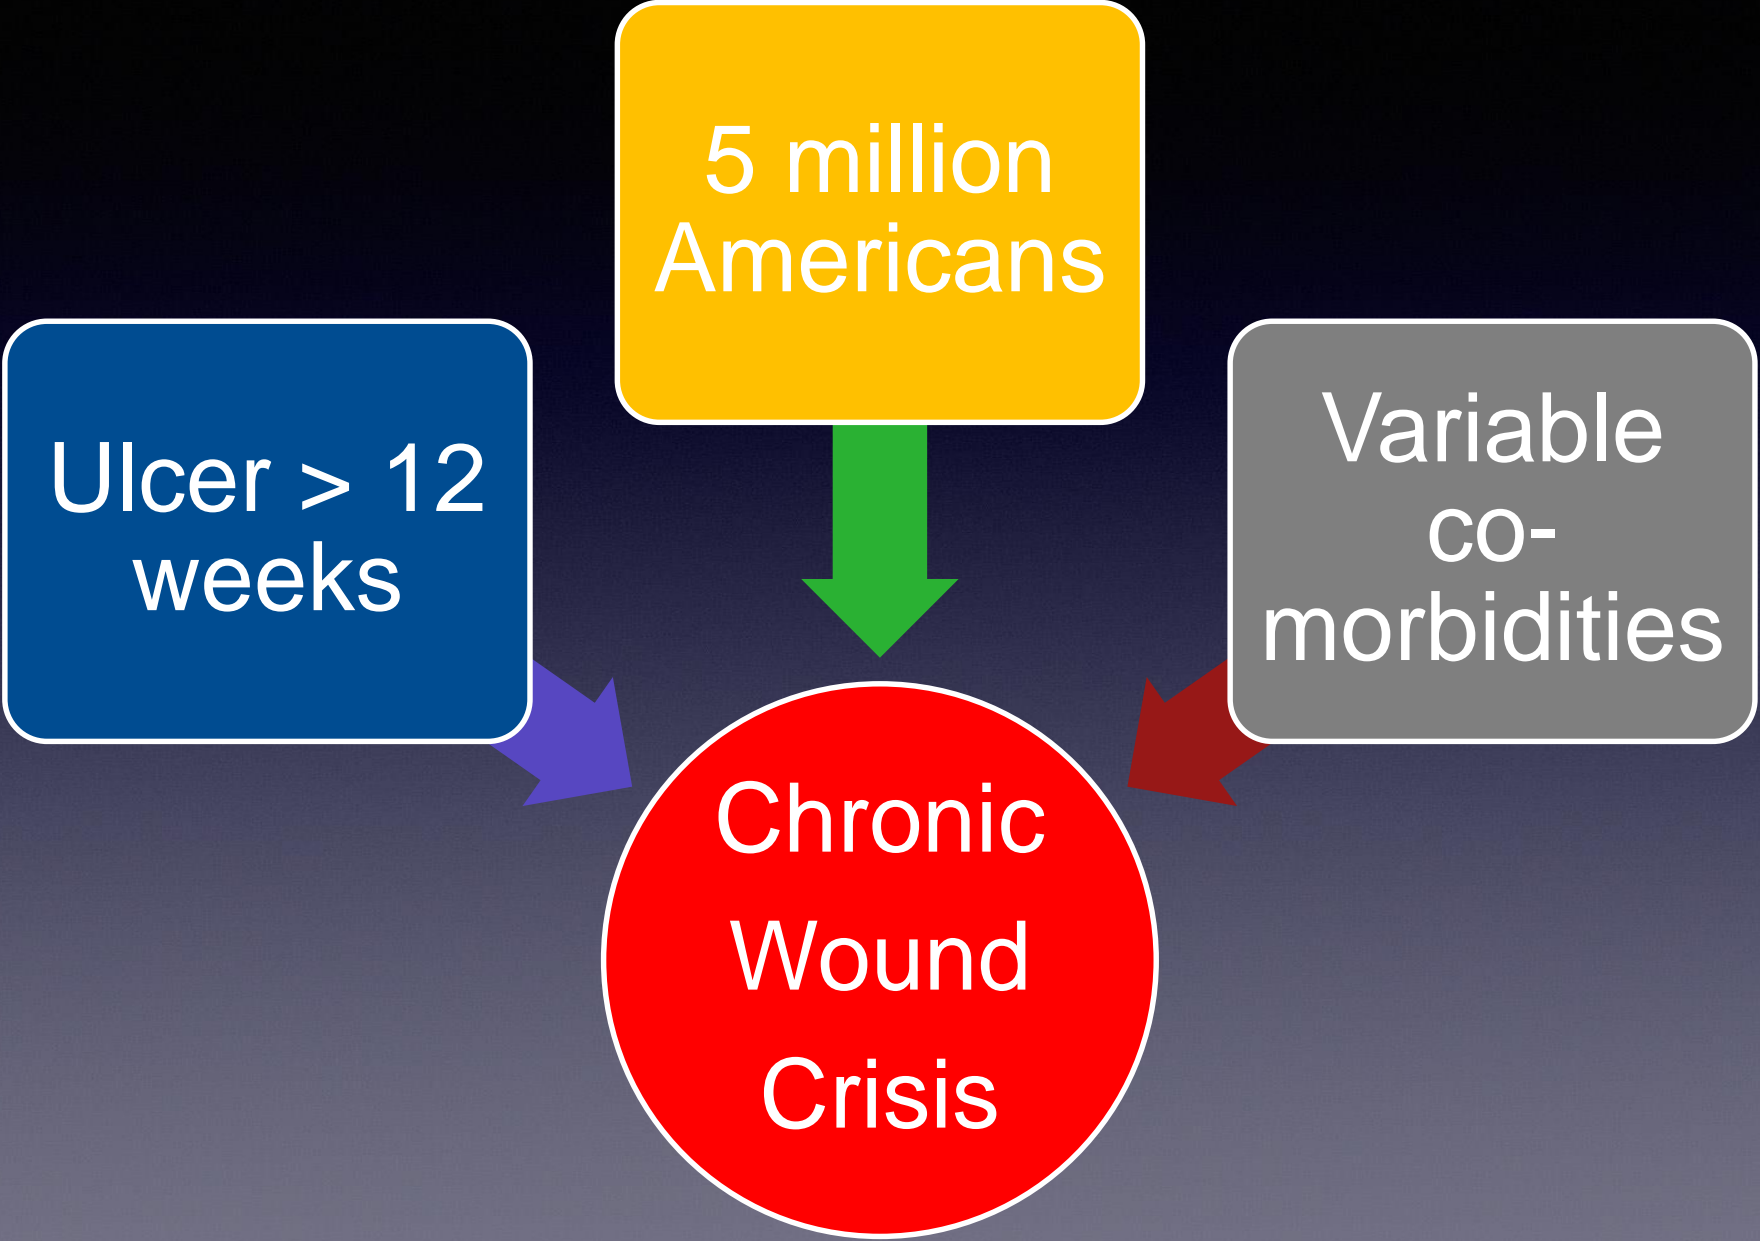 5 million
Americans
Ulcer > 12
weeks
Variable
co-
morbidities
Chronic
Wound
Crisis